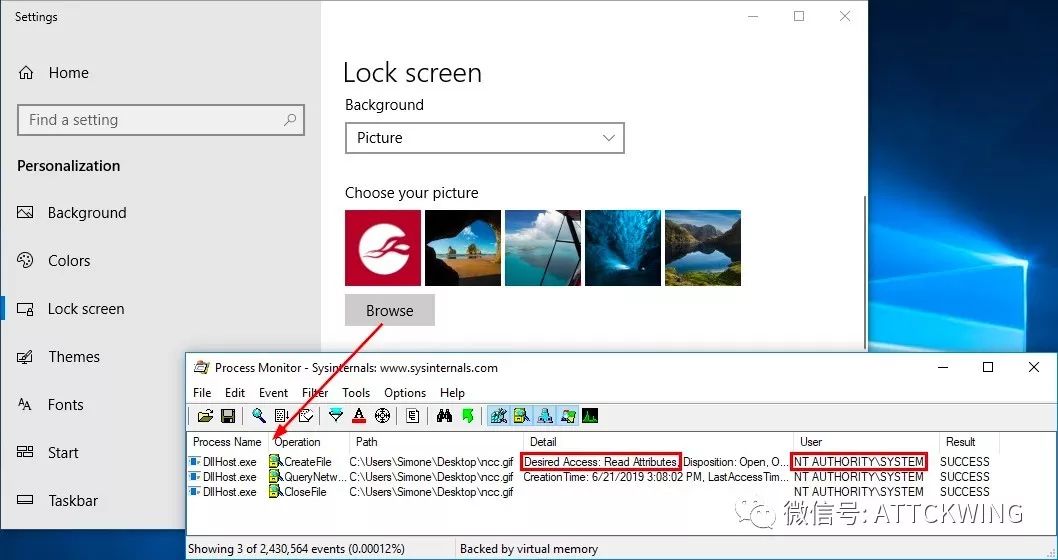 Settings
Home
Find a setting
Personalization
Background
Colors
Lock screen
Themes
Fonts
Start
Taskbar
Lock screen
Background
Picture
Choose your picture
Browse
Process Monitor - Sysinternals: www.sysinternals.com
File Edit Event Filter Tools Options Help
Process Name Operation Path Detail User Result
DllHost.exe CreateFile C:\Users\Simone\Desktop\ncc.gif Desired Access: Read Attributes, Disposition: Open, O... NT AUTHORITY\SYSTEM SUCCESS
DllHost.exe QueryNetw... C:\Users\Simone\Desktop\ncc.gif CreationTime: 6/21/2019 3:08:02 PM, LastAccessTim... NT AUTHORITY\SYSTEM SUCCESS
DllHost.exe CloseFile C:\Users\Simone\Desktop\ncc.gif NT AUTHORITY\SYSTEM SUCCESS
微信号: ATTCKWING
Showing 3 of 2,430,564 events (0.00012%) Backed by virtual memory